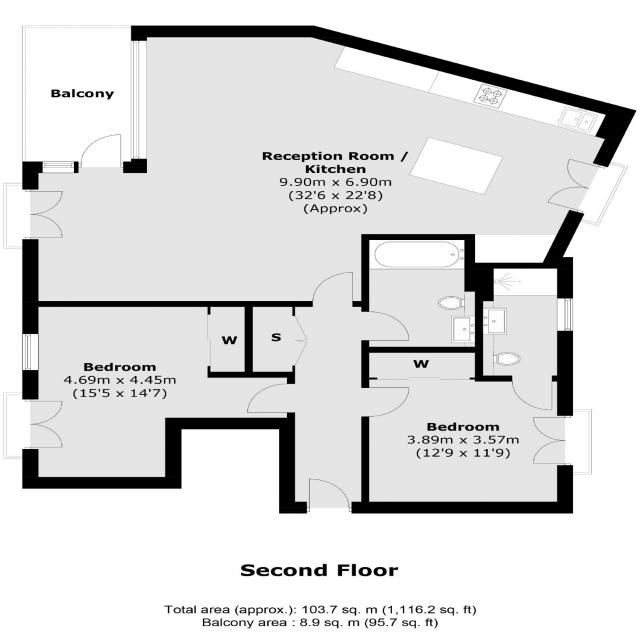 Balcony
Reception Room /
Kitchen
9.90m x 6.90m
(32'6 x 22'8)
(Approx)
W
S
Bedroom
4.69m x 4.45m
(15'5 x 14'7)
W
Bedroom
3.89m x 3.57m
(12'9 x 11'9)
Second Floor
Total area (approx.): 103.7 sq. m (1,116.2 sq. ft)
Balcony area : 8.9 sq. m (95.7 sq. ft)